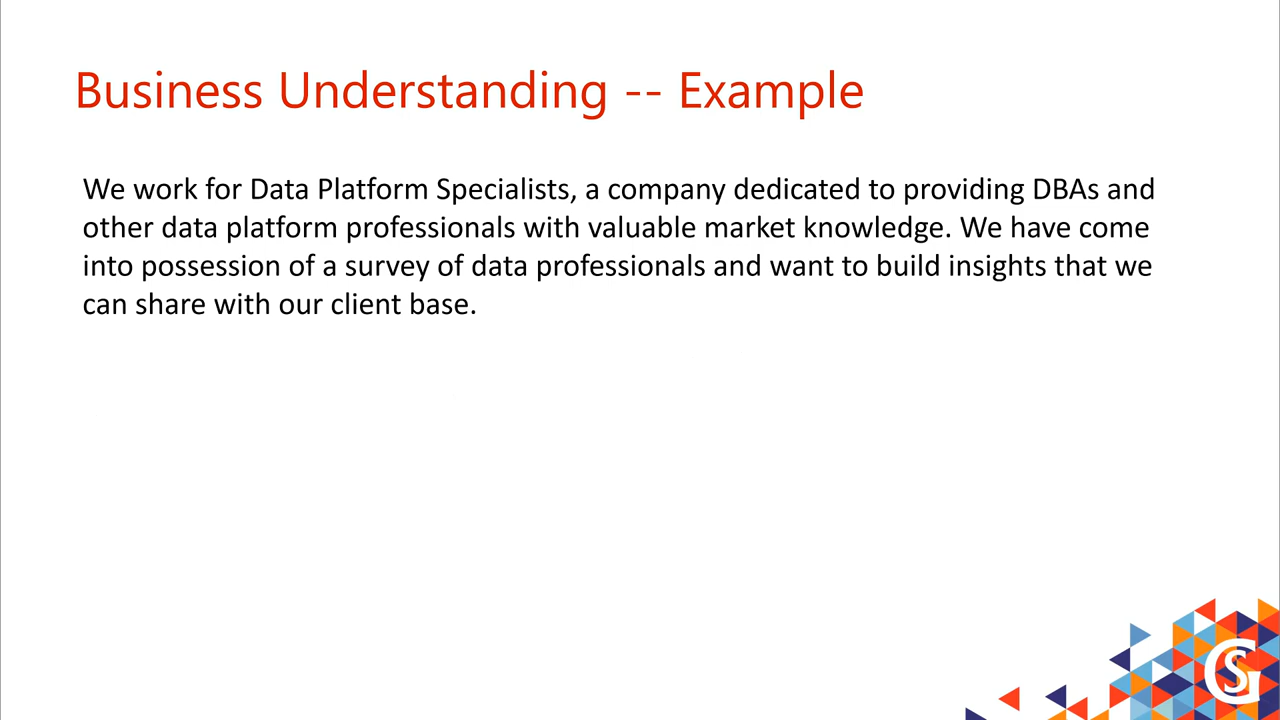 Business Understanding -- Example
We work for Data Platform Specialists, a company dedicated to providing DBAs and
other data platform professionals with valuable market knowledge. We have come
into possession of a survey of data professionals and want to build insights that we
can share with our client base.
GS